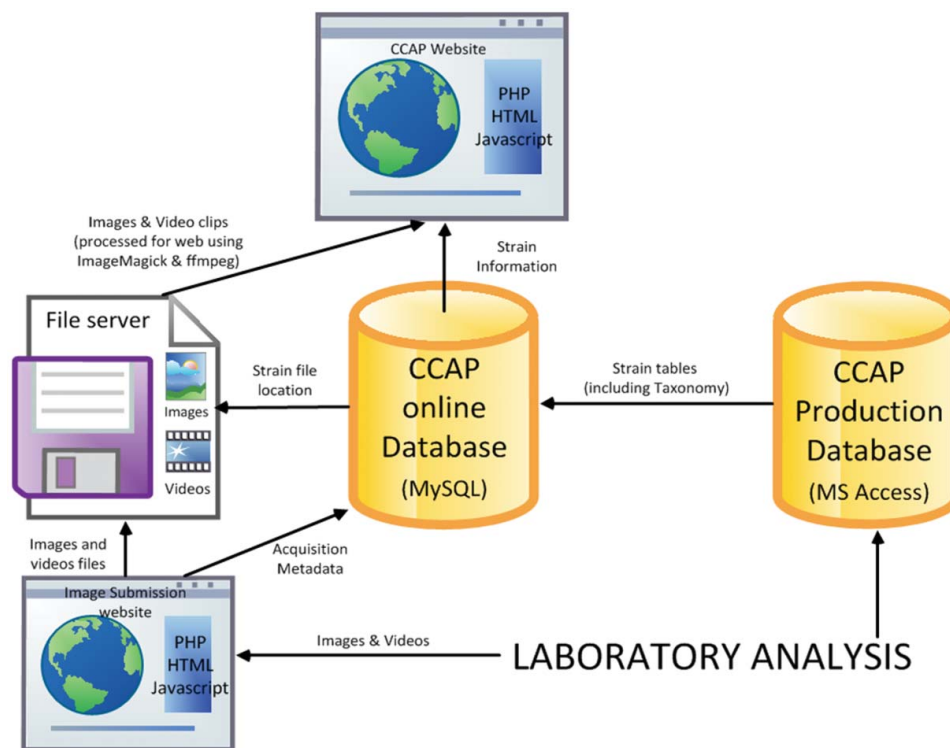 CCAP Website
PHP
HTML
Javascript
Images & Video clips
(processed for web using
ImageMagick & ffmpeg)
Strain
Information
File server
Images
Videos
Strain file
location
CCAP
online
Database
(MySQL)
Strain tables
(including Taxonomy)
CCAP
Production
Database
(MS Access)
Images and
videos files
Acquisition
Metadata
Image Submission
website
PHP
HTML
Javascript
Images & Videos
LABORATORY ANALYSIS